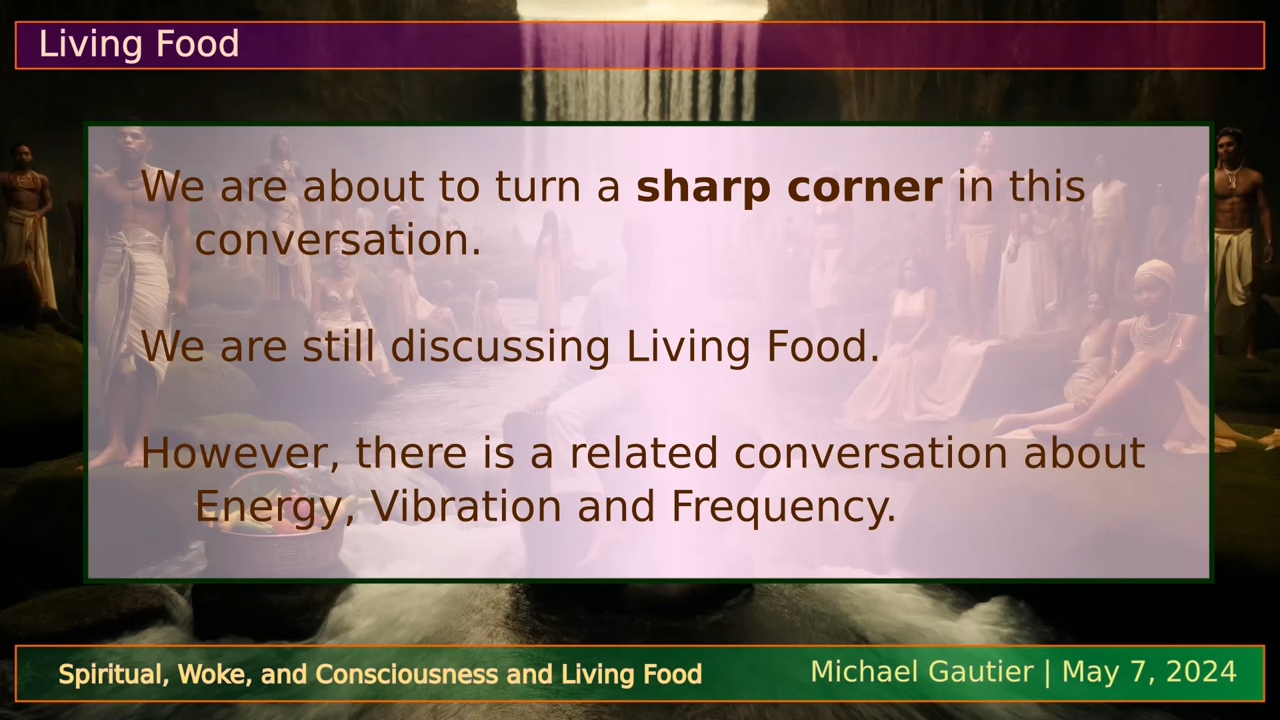 Living Food
We are about to turn a sharp corner in this
conversation.
We are still discussing Living Food.
However, there is a related conversation about
Energy, Vibration and Frequency.
Spiritual, Woke, and Consciousness and Living Food
Michael Gautier | May 7, 2024